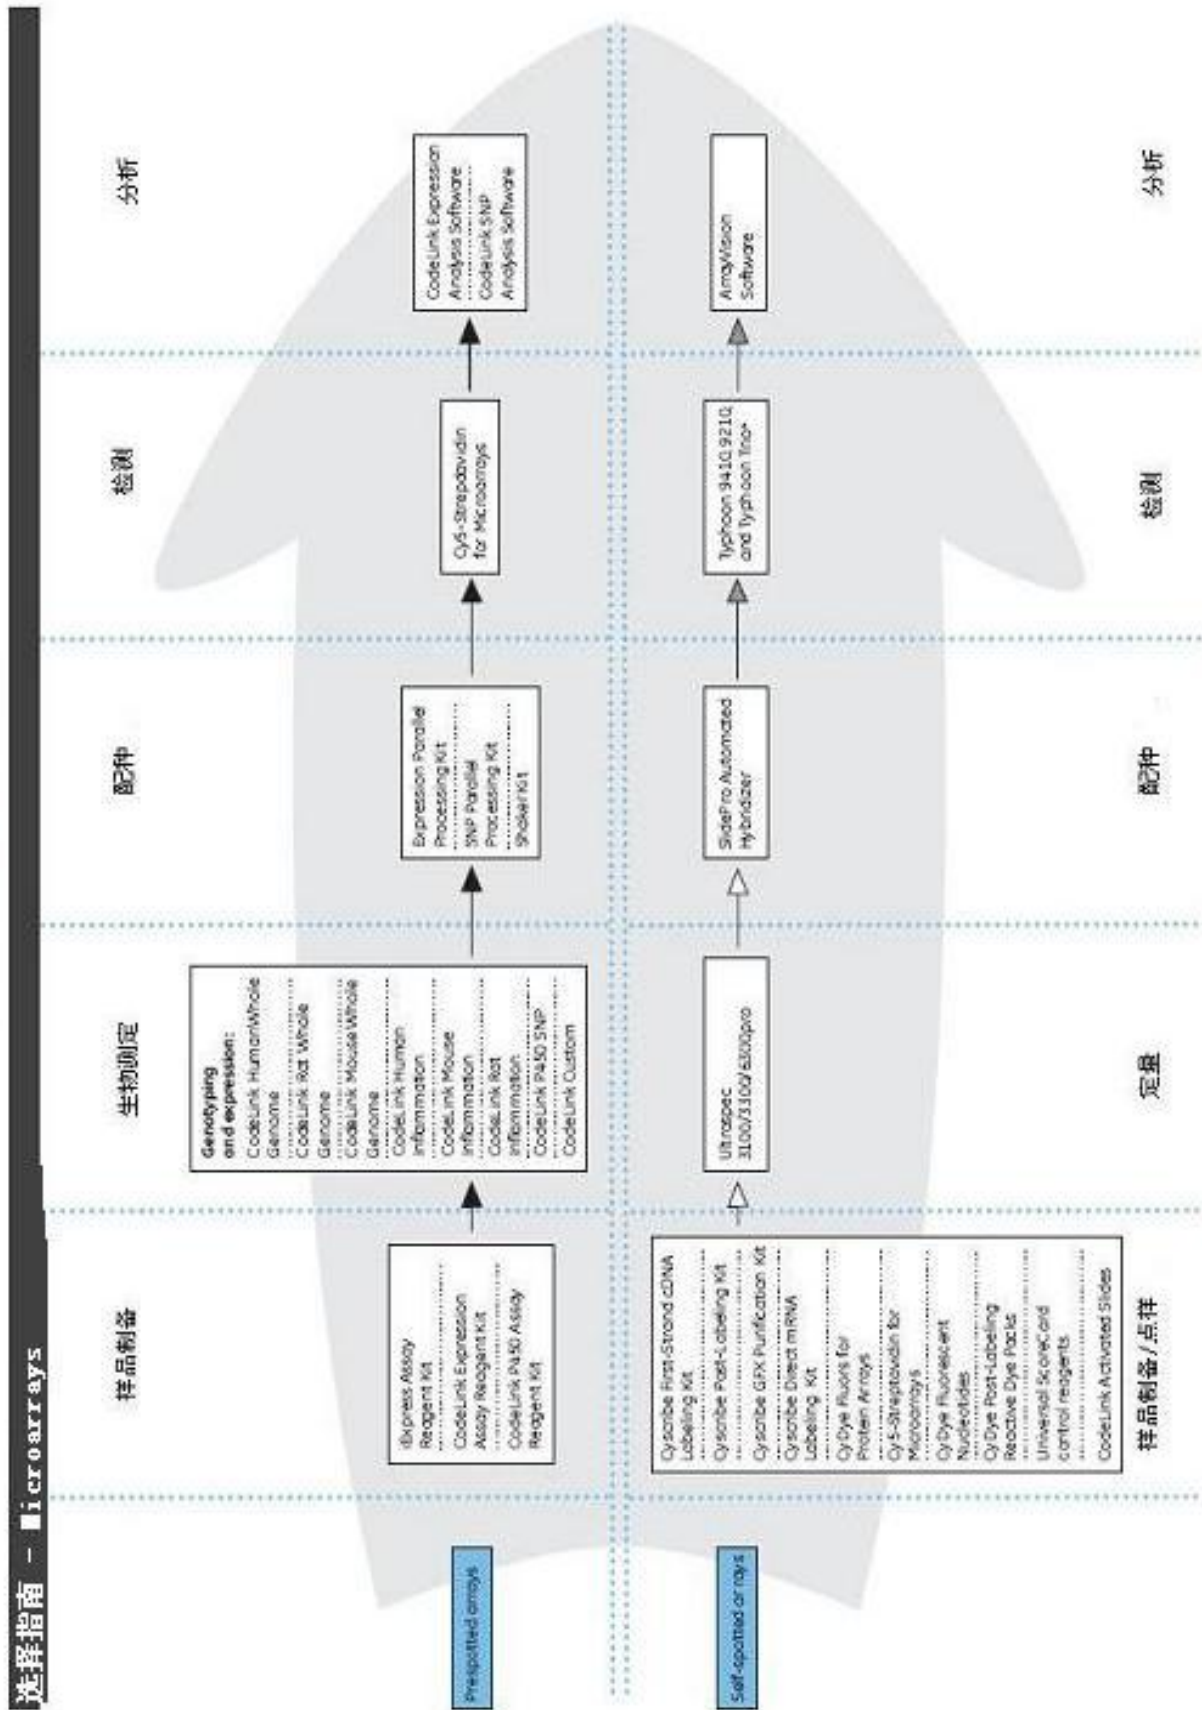 选择指南 - Microarrays
样品制备
生物测定
配种
检测
分析
Prespotted arrays
iExpress Assay
Reagent Kit
CodeLink Expression
Assay Reagent Kit
CodeLink P450 Assay
Reagent Kit
Genotyping
and expression:
CodeLink HumanWhole
Genome
CodeLink Rat Whole
Genome
CodeLink Mouse Whole
Genome
CodeLink Human
Inflammation
CodeLink Mouse
Inflammation
CodeLink Rat
Inflammation
CodeLink P450 SNP
CodeLink Custom
Expression Parallel
Processing Kit
SNP Parallel
Processing Kit
Shaker Kit
Cy5-Streptavidin
for Microarrays
CodeLink Expression
Analysis Software
CodeLink SNP
Analysis Software
Self-spotted arrays
Cyscribe First-Strand cDNA
Labeling Kit
Cyscribe Post-Labeling Kit
Cyscribe GFX Purification Kit
Cyscribe Direct mRNA
Labeling Kit
CyDye Fluors for
Protein Arrays
Cy5-Streptavidin for
Microarrays
CyDye Fluorescent
Nucleotides
CyDye Post-Labeling
Reactive Dye Packs
Universal ScoreCard
control reagents
CodeLink Activated Slides
Ultrospec
3100/3300/6300pro
SlidePro Automated
Hybridizer
Typhoon 9410,9210,
and Typhoon Trio+
ArrayVision
Software
样品制备/点样
定量
配种
检测
分析